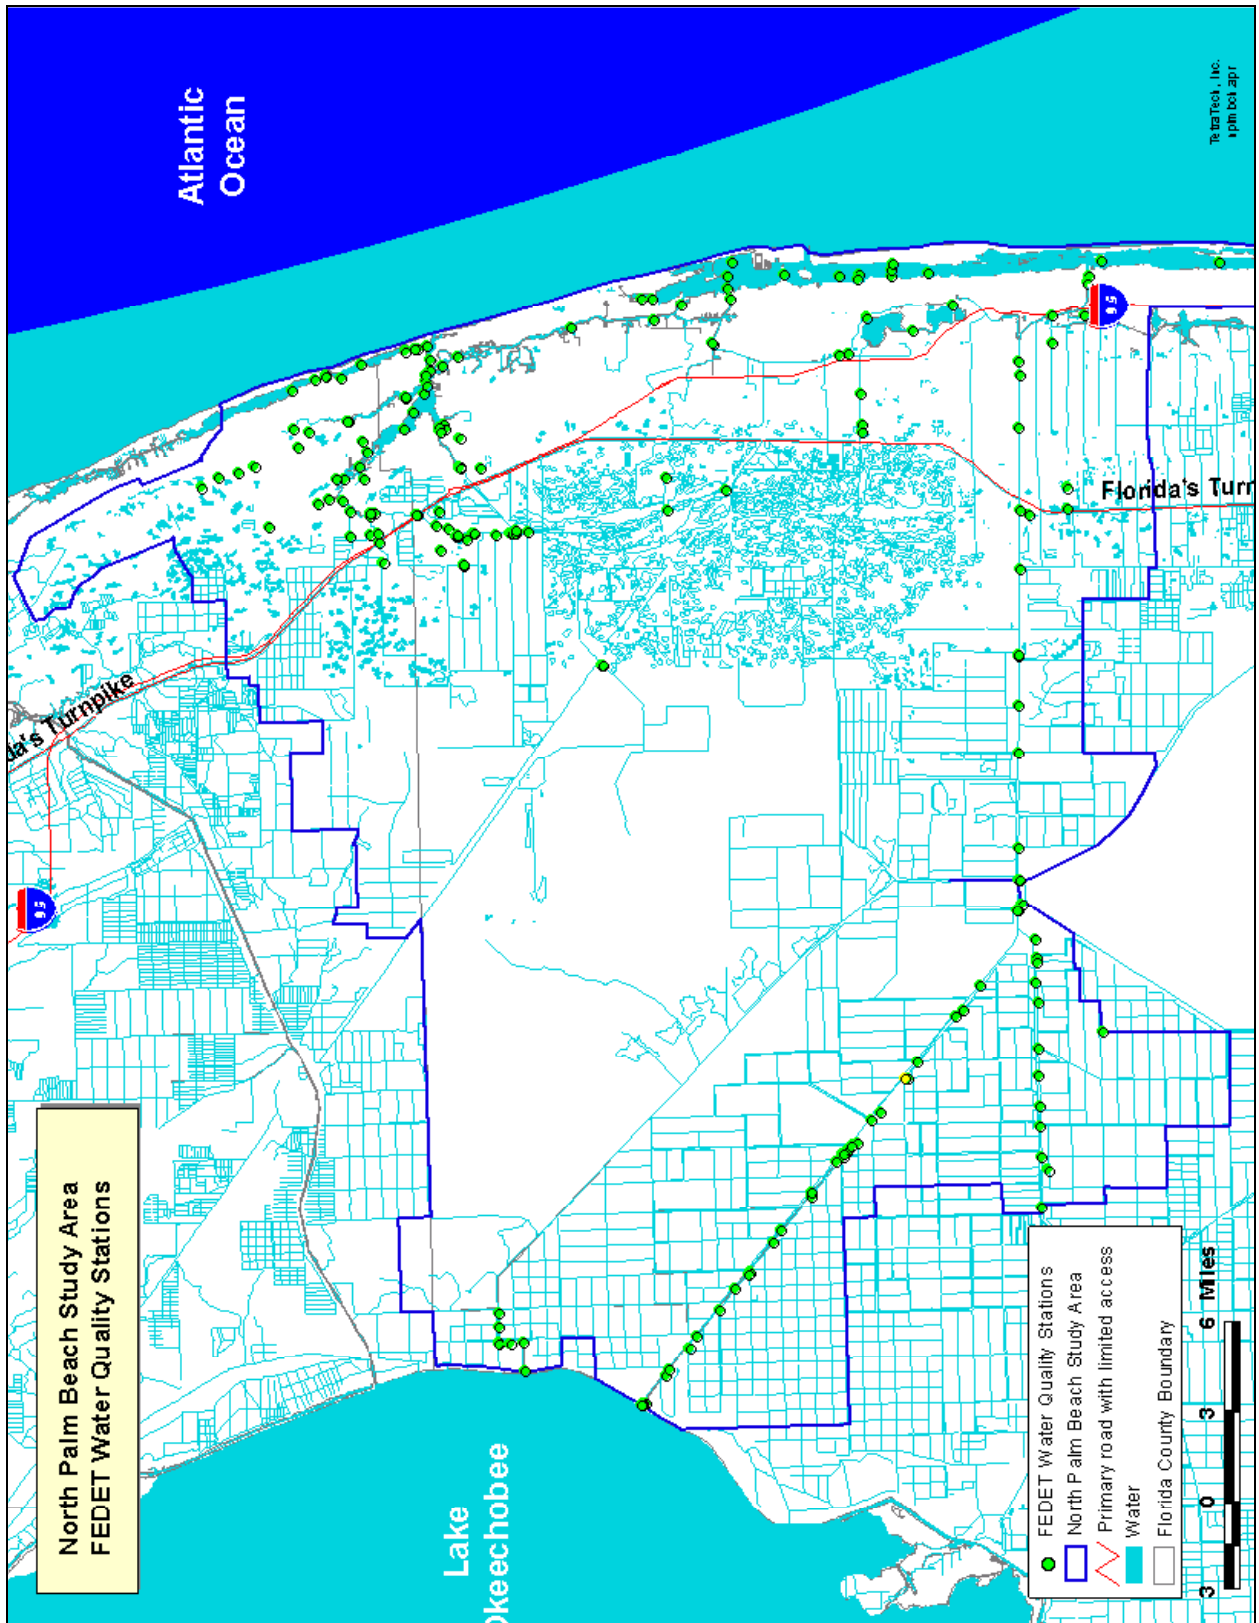 North Palm Beach Study Area
FEDET Water Quality Stations
Atlantic
Ocean
Lake
okeechobee
da's Turnpike
Florida's Turn
95
95
FEDET Water Quality Stations
North Palm Beach Study Area
Primary road with limited access
Water
Florida County Boundary
3 0 3 6 Miles
TetraTech, Inc.